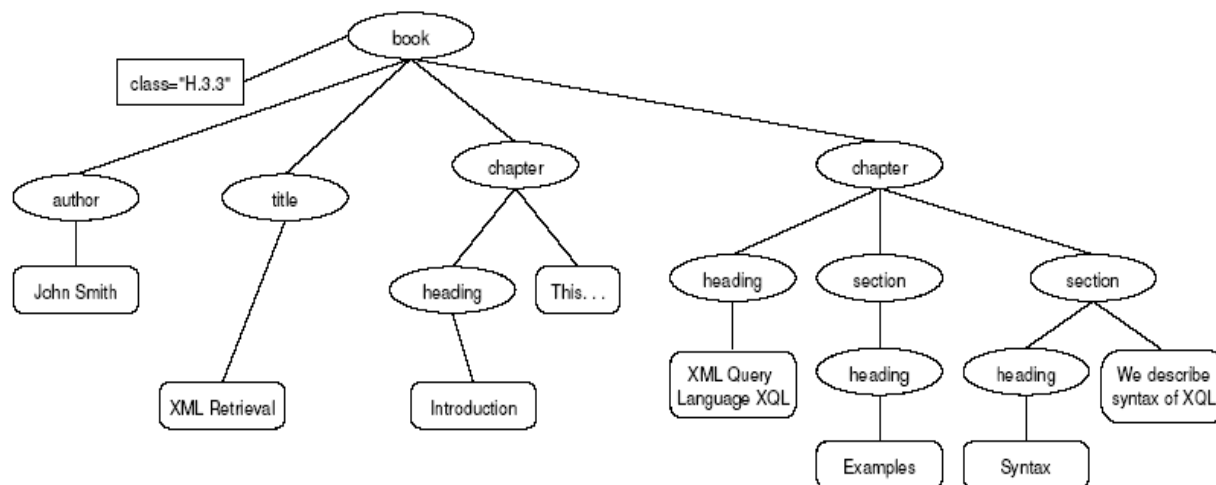 book
class="H.3.3"
author
title
chapter
chapter
John Smith
heading
This. . .
heading
section
section
XML Retrieval
Introduction
XML Query
Language XQL
heading
heading
We describe
syntax of XQL
Examples
Syntax